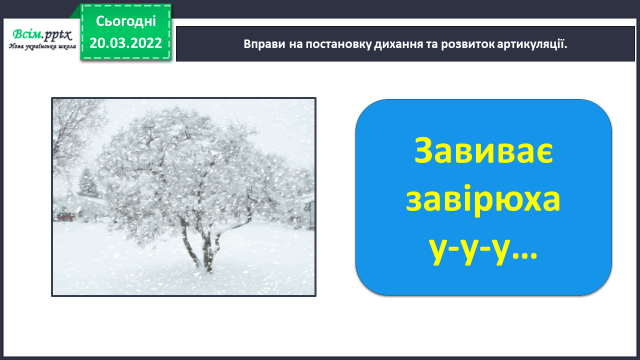 Всім.pptx
Нова українська школа
Сьогодні
20.03.2022
Вправи на постановку дихання та розвиток артикуляції.
Завиває
завірюха
у-у-у...